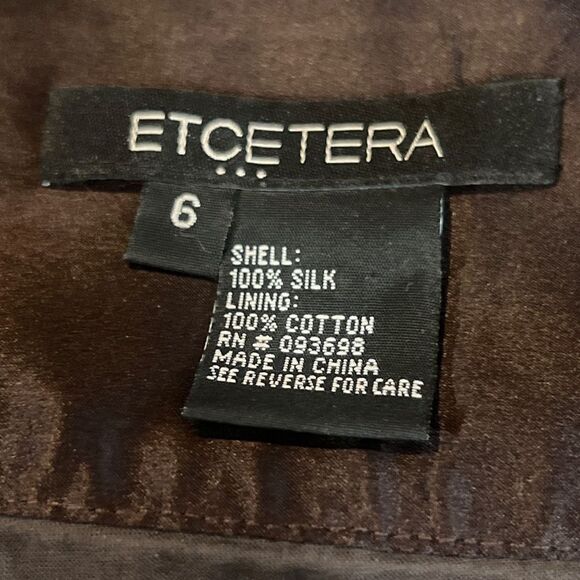 ETCETERA
6
SHELL:
100% SILK
LINING:
100% COTTON
RN # 093698
MADE IN CHINA
SEE REVERSE FOR CARE